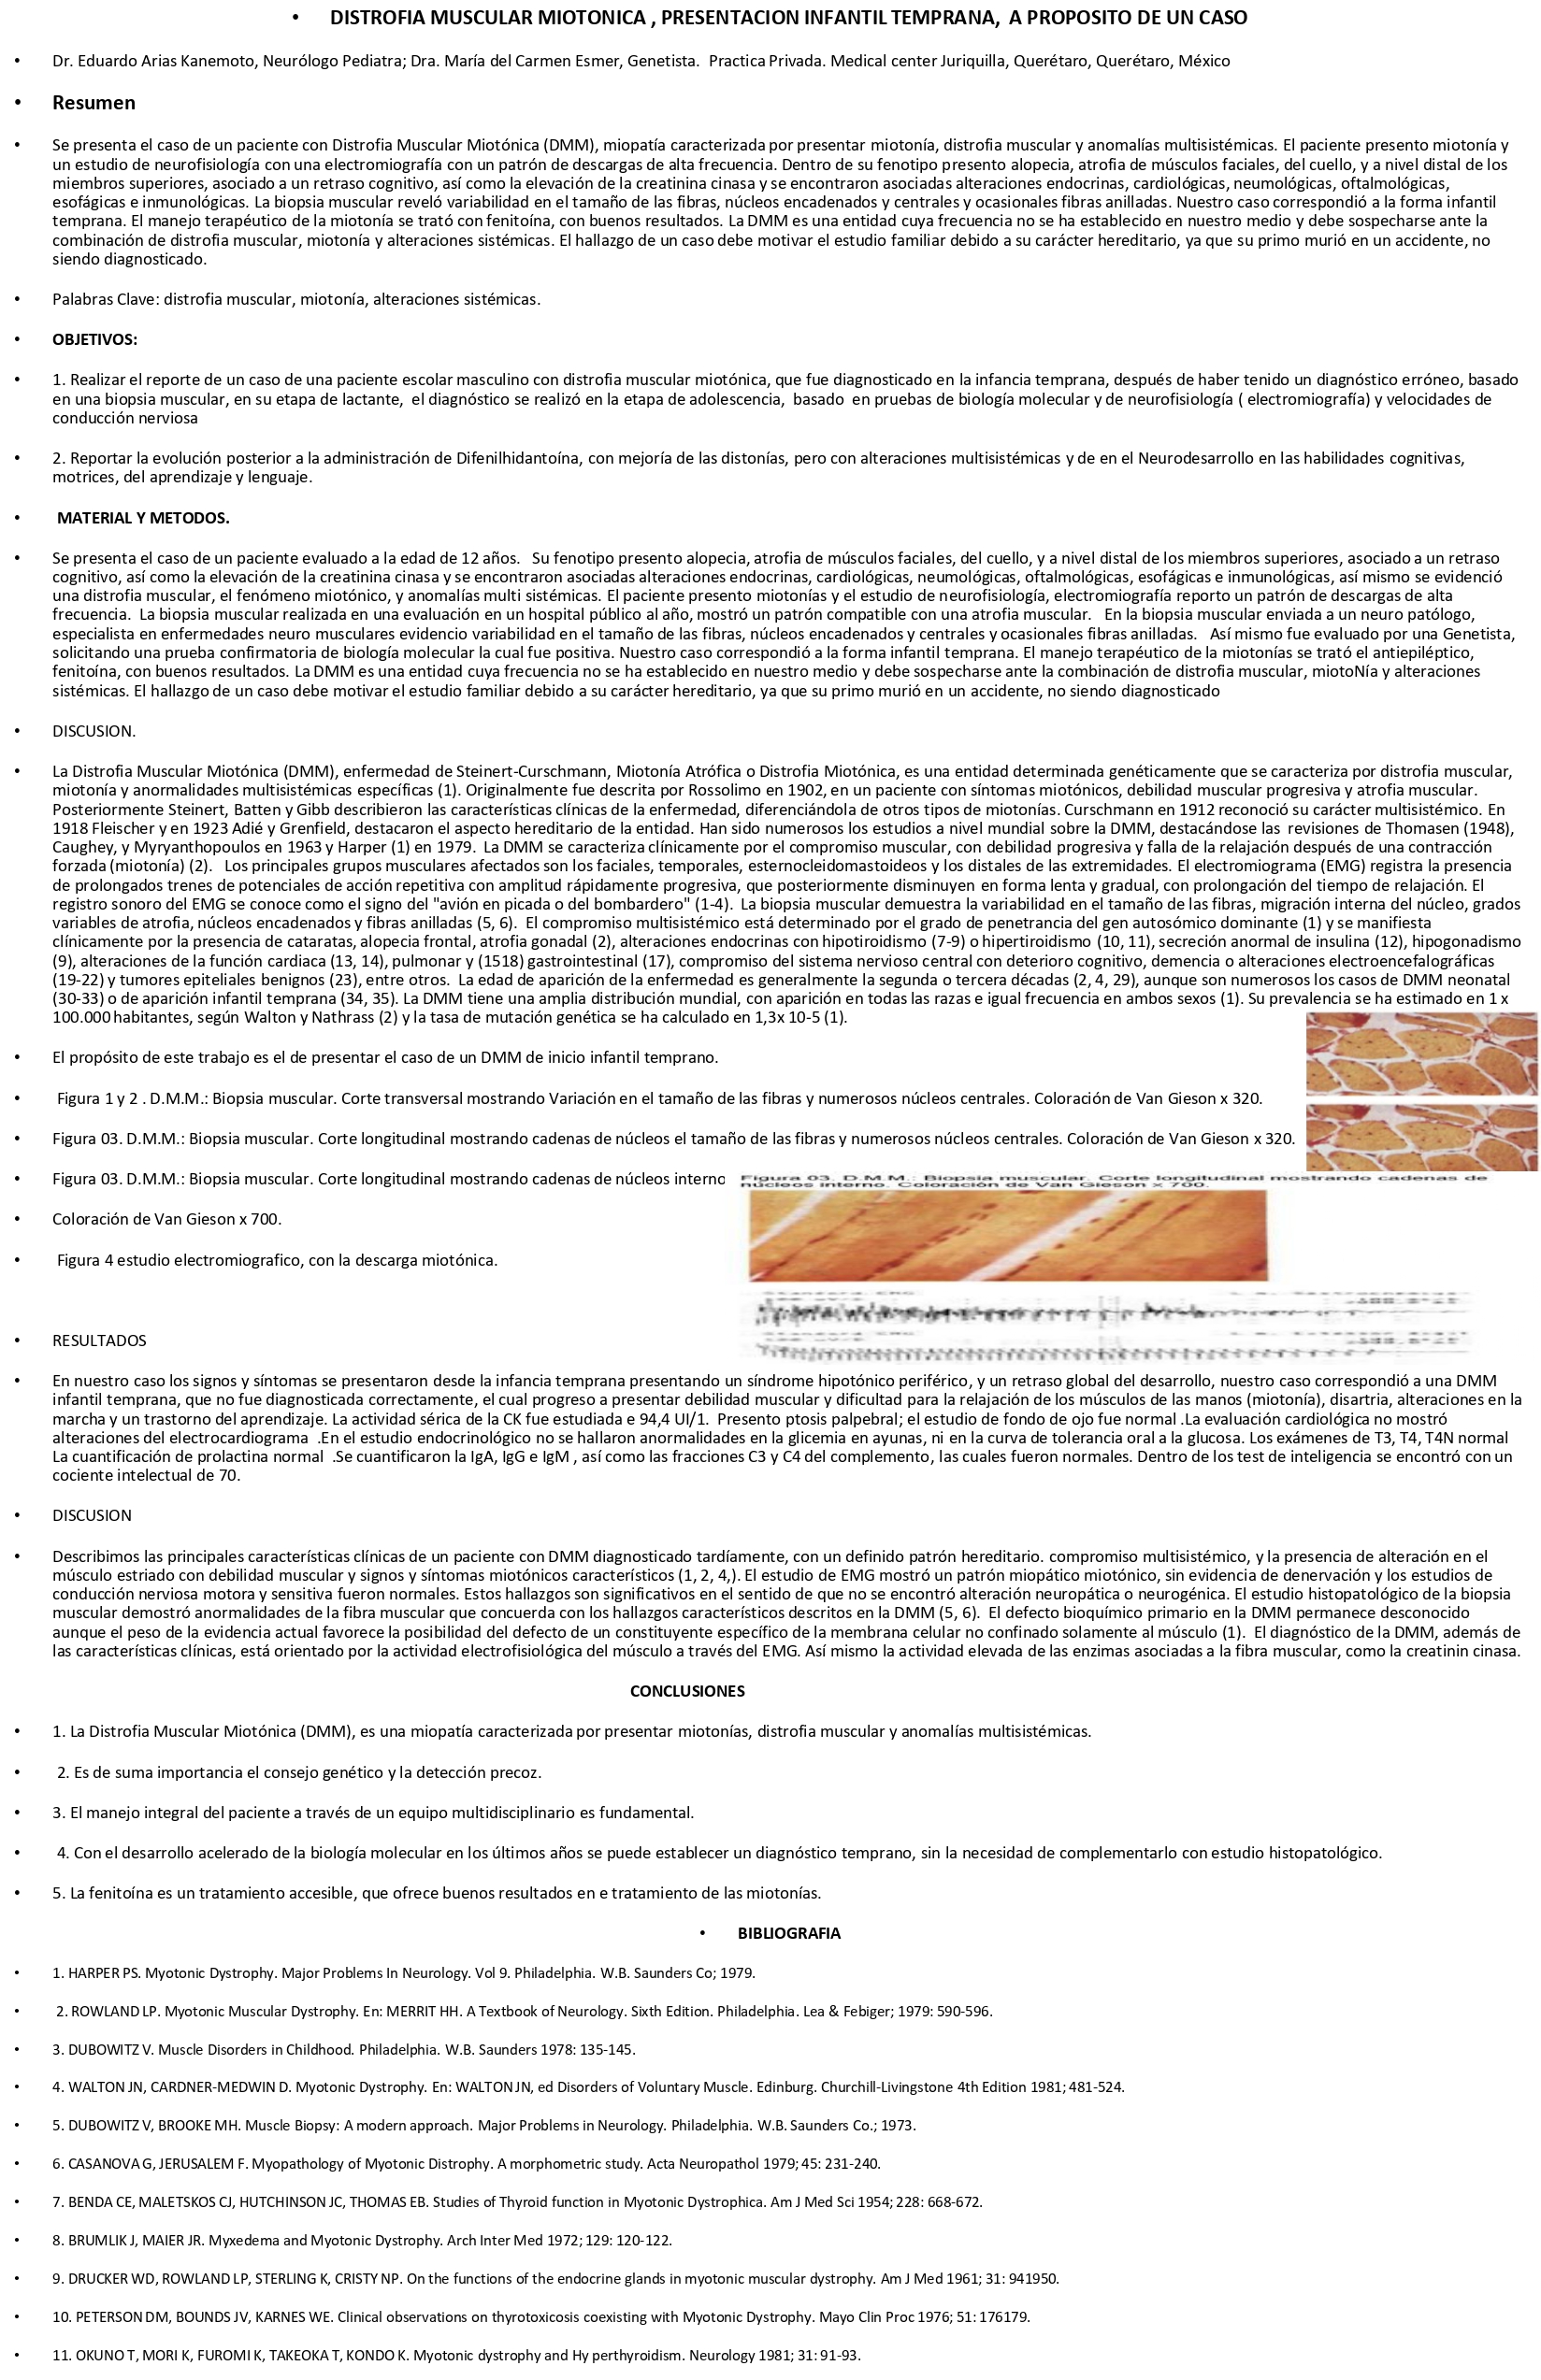 • DISTROFIA MUSCULAR MIOTONICA , PRESENTACION INFANTIL TEMPRANA, A PROPOSITO DE UN CASO
• Dr. Eduardo Arias Kanemoto, Neurólogo Pediatra; Dra. María del Carmen Esmer, Genetista. Practica Privada. Medical center Juriquilla, Querétaro, Querétaro, México
• Resumen
• Se presenta el caso de un paciente con Distrofia Muscular Miotónica (DMM), miopatía caracterizada por presentar miotonía, distrofia muscular y anomalías multisistémicas. El paciente presento miotonía y
un estudio de neurofisiología con una electromiografía con un patrón de descargas de alta frecuencia. Dentro de su fenotipo presento alopecia, atrofia de músculos faciales, del cuello, y a nivel distal de los
miembros superiores, asociado a un retraso cognitivo, así como la elevación de la creatinina cinasa y se encontraron asociadas alteraciones endocrinas, cardiológicas, neumológicas, oftalmológicas,
esofágicas e inmunológicas. La biopsia muscular reveló variabilidad en el tamaño de las fibras, núcleos encadenados y centrales y ocasionales fibras anilladas. Nuestro caso correspondió a la forma infantil
temprana. El manejo terapéutico de la miotonía se trató con fenitoína, con buenos resultados. La DMM es una entidad cuya frecuencia no se ha establecido en nuestro medio y debe sospecharse ante la
combinación de distrofia muscular, miotonía y alteraciones sistémicas. El hallazgo de un caso debe motivar el estudio familiar debido a su carácter hereditario, ya que su primo murió en un accidente, no
siendo diagnosticado.
• Palabras Clave: distrofia muscular, miotonía, alteraciones sistémicas.
• OBJETIVOS:
• 1. Realizar el reporte de un caso de una paciente escolar masculino con distrofia muscular miotónica, que fue diagnosticado en la infancia temprana, después de haber tenido un diagnóstico erróneo, basado
en una biopsia muscular, en su etapa de lactante, el diagnóstico se realizó en la etapa de adolescencia, basado en pruebas de biología molecular y de neurofisiología ( electromiografía) y velocidades de
conducción nerviosa
• 2. Reportar la evolución posterior a la administración de Difenilhidantoína, con mejoría de las distonías, pero con alteraciones multisistémicas y de en el Neurodesarrollo en las habilidades cognitivas,
motrices, del aprendizaje y lenguaje.
• MATERIAL Y METODOS.
• Se presenta el caso de un paciente evaluado a la edad de 12 años. Su fenotipo presento alopecia, atrofia de músculos faciales, del cuello, y a nivel distal de los miembros superiores, asociado a un retraso
cognitivo, así como la elevación de la creatinina cinasa y se encontraron asociadas alteraciones endocrinas, cardiológicas, neumológicas, oftalmológicas, esofágicas e inmunológicas, así mismo se evidenció
una distrofia muscular, el fenómeno miotónico, y anomalías multi sistémicas. El paciente presento miotonías y el estudio de neurofisiología, electromiografía reporto un patrón de descargas de alta
frecuencia. La biopsia muscular realizada en una evaluación en un hospital público al año, mostró un patrón compatible con una atrofia muscular. En la biopsia muscular enviada a un neuro patólogo,
especialista en enfermedades neuro musculares evidencio variabilidad en el tamaño de las fibras, núcleos encadenados y centrales y ocasionales fibras anilladas. Así mismo fue evaluado por una Genetista,
solicitando una prueba confirmatoria de biología molecular la cual fue positiva. Nuestro caso correspondió a la forma infantil temprana. El manejo terapéutico de la miotonías se trató el antiepiléptico,
fenitoína, con buenos resultados. La DMM es una entidad cuya frecuencia no se ha establecido en nuestro medio y debe sospecharse ante la combinación de distrofia muscular, miotoNía y alteraciones
sistémicas. El hallazgo de un caso debe motivar el estudio familiar debido a su carácter hereditario, ya que su primo murió en un accidente, no siendo diagnosticado
• DISCUSION.
• La Distrofia Muscular Miotónica (DMM), enfermedad de Steinert-Curschmann, Miotonía Atrófica o Distrofia Miotónica, es una entidad determinada genéticamente que se caracteriza por distrofia muscular,
miotonía y anormalidades multisistémicas específicas (1). Originalmente fue descrita por Rossolimo en 1902, en un paciente con síntomas miotónicos, debilidad muscular progresiva y atrofia muscular.
Posteriormente Steinert, Batten y Gibb describieron las características clínicas de la enfermedad, diferenciándola de otros tipos de miotonías. Curschmann en 1912 reconoció su carácter multisistémico. En
1918 Fleischer y en 1923 Adié y Grenfield, destacaron el aspecto hereditario de la entidad. Han sido numerosos los estudios a nivel mundial sobre la DMM, destacándose las revisiones de Thomasen (1948),
Caughey, y Myryanthopoulos en 1963 y Harper (1) en 1979. La DMM se caracteriza clínicamente por el compromiso muscular, con debilidad progresiva y falla de la relajación después de una contracción
forzada (miotonía) (2). Los principales grupos musculares afectados son los faciales, temporales, esternocleidomastoideos y los distales de las extremidades. El electromiograma (EMG) registra la presencia
de prolongados trenes de potenciales de acción repetitiva con amplitud rápidamente progresiva, que posteriormente disminuyen en forma lenta y gradual, con prolongación del tiempo de relajación. El
registro sonoro del EMG se conoce como el signo del "avión en picada o del bombardero" (1-4). La biopsia muscular demuestra la variabilidad en el tamaño de las fibras, migración interna del núcleo, grados
variables de atrofia, núcleos encadenados y fibras anilladas (5, 6). El compromiso multisistémico está determinado por el grado de penetrancia del gen autosómico dominante (1) y se manifiesta
clínicamente por la presencia de cataratas, alopecia frontal, atrofia gonadal (2), alteraciones endocrinas con hipotiroidismo (7-9) o hipertiroidismo (10, 11), secreción anormal de insulina (12), hipogonadismo
(9), alteraciones de la función cardiaca (13, 14), pulmonar y (1518) gastrointestinal (17), compromiso del sistema nervioso central con deterioro cognitivo, demencia o alteraciones electroencefalográficas
(19-22) y tumores epiteliales benignos (23), entre otros. La edad de aparición de la enfermedad es generalmente la segunda o tercera décadas (2, 4, 29), aunque son numerosos los casos de DMM neonatal
(30-33) o de aparición infantil temprana (34, 35). La DMM tiene una amplia distribución mundial, con aparición en todas las razas e igual frecuencia en ambos sexos (1). Su prevalencia se ha estimado en 1 x
100.000 habitantes, según Walton y Nathrass (2) y la tasa de mutación genética se ha calculado en 1,3x 10-5 (1).
• El propósito de este trabajo es el de presentar el caso de un DMM de inicio infantil temprano.
• Figura 1 y 2 . D.M.M.: Biopsia muscular. Corte transversal mostrando Variación en el tamaño de las fibras y numerosos núcleos centrales. Coloración de Van Gieson x 320.
• Figura 03. D.M.M.: Biopsia muscular. Corte longitudinal mostrando cadenas de núcleos el tamaño de las fibras y numerosos núcleos centrales. Coloración de Van Gieson x 320.
• Figura 03. D.M.M.: Biopsia muscular. Corte longitudinal mostrando cadenas de núcleos interno
Figura 03. D.M.M.: Biopsia muscular. Corte longitudinal mostrando cadenas de
núcleos interno. Coloración de Van Gieson x 700.
• Coloración de Van Gieson x 700.
• Figura 4 estudio electromiografico, con la descarga miotónica.
• RESULTADOS
• En nuestro caso los signos y síntomas se presentaron desde la infancia temprana presentando un síndrome hipotónico periférico, y un retraso global del desarrollo, nuestro caso correspondió a una DMM
infantil temprana, que no fue diagnosticada correctamente, el cual progreso a presentar debilidad muscular y dificultad para la relajación de los músculos de las manos (miotonía), disartria, alteraciones en la
marcha y un trastorno del aprendizaje. La actividad sérica de la CK fue estudiada e 94,4 UI/1. Presento ptosis palpebral; el estudio de fondo de ojo fue normal .La evaluación cardiológica no mostró
alteraciones del electrocardiograma .En el estudio endocrinológico no se hallaron anormalidades en la glicemia en ayunas, ni en la curva de tolerancia oral a la glucosa. Los exámenes de T3, T4, T4N normal
La cuantificación de prolactina normal .Se cuantificaron la IgA, IgG e IgM , así como las fracciones C3 y C4 del complemento, las cuales fueron normales. Dentro de los test de inteligencia se encontró con un
cociente intelectual de 70.
• DISCUSION
• Describimos las principales características clínicas de un paciente con DMM diagnosticado tardíamente, con un definido patrón hereditario. compromiso multisistémico, y la presencia de alteración en el
músculo estriado con debilidad muscular y signos y síntomas miotónicos característicos (1, 2, 4,). El estudio de EMG mostró un patrón miopático miotónico, sin evidencia de denervación y los estudios de
conducción nerviosa motora y sensitiva fueron normales. Estos hallazgos son significativos en el sentido de que no se encontró alteración neuropática o neurogénica. El estudio histopatológico de la biopsia
muscular demostró anormalidades de la fibra muscular que concuerda con los hallazgos característicos descritos en la DMM (5, 6). El defecto bioquímico primario en la DMM permanece desconocido
aunque el peso de la evidencia actual favorece la posibilidad del defecto de un constituyente específico de la membrana celular no confinado solamente al músculo (1). El diagnóstico de la DMM, además de
las características clínicas, está orientado por la actividad electrofisiológica del músculo a través del EMG. Así mismo la actividad elevada de las enzimas asociadas a la fibra muscular, como la creatinin cinasa.
CONCLUSIONES
• 1. La Distrofia Muscular Miotónica (DMM), es una miopatía caracterizada por presentar miotonías, distrofia muscular y anomalías multisistémicas.
• 2. Es de suma importancia el consejo genético y la detección precoz.
• 3. El manejo integral del paciente a través de un equipo multidisciplinario es fundamental.
• 4. Con el desarrollo acelerado de la biología molecular en los últimos años se puede establecer un diagnóstico temprano, sin la necesidad de complementarlo con estudio histopatológico.
• 5. La fenitoína es un tratamiento accesible, que ofrece buenos resultados en e tratamiento de las miotonías.
• BIBLIOGRAFIA
• 1. HARPER PS. Myotonic Dystrophy. Major Problems In Neurology. Vol 9. Philadelphia. W.B. Saunders Co; 1979.
• 2. ROWLAND LP. Myotonic Muscular Dystrophy. En: MERRIT HH. A Textbook of Neurology. Sixth Edition. Philadelphia. Lea & Febiger; 1979: 590-596.
• 3. DUBOWITZ V. Muscle Disorders in Childhood. Philadelphia. W.B. Saunders 1978: 135-145.
• 4. WALTON JN, CARDNER-MEDWIN D. Myotonic Dystrophy. En: WALTON JN, ed Disorders of Voluntary Muscle. Edinburg. Churchill-Livingstone 4th Edition 1981; 481-524.
• 5. DUBOWITZ V, BROOKE MH. Muscle Biopsy: A modern approach. Major Problems in Neurology. Philadelphia. W.B. Saunders Co.; 1973.
• 6. CASANOVA G, JERUSALEM F. Myopathology of Myotonic Distrophy. A morphometric study. Acta Neuropathol 1979; 45: 231-240.
• 7. BENDA CE, MALETSKOS CJ, HUTCHINSON JC, THOMAS EB. Studies of Thyroid function in Myotonic Dystrophica. Am J Med Sci 1954; 228: 668-672.
• 8. BRUMLIK J, MAIER JR. Myxedema and Myotonic Dystrophy. Arch Inter Med 1972; 129: 120-122.
• 9. DRUCKER WD, ROWLAND LP, STERLING K, CRISTY NP. On the functions of the endocrine glands in myotonic muscular dystrophy. Am J Med 1961; 31: 941950.
• 10. PETERSON DM, BOUNDS JV, KARNES WE. Clinical observations on thyrotoxicosis coexisting with Myotonic Dystrophy. Mayo Clin Proc 1976; 51: 176179.
• 11. OKUNO T, MORI K, FUROMI K, TAKEOKA T, KONDO K. Myotonic dystrophy and Hy perthyroidism. Neurology 1981; 31: 91-93.